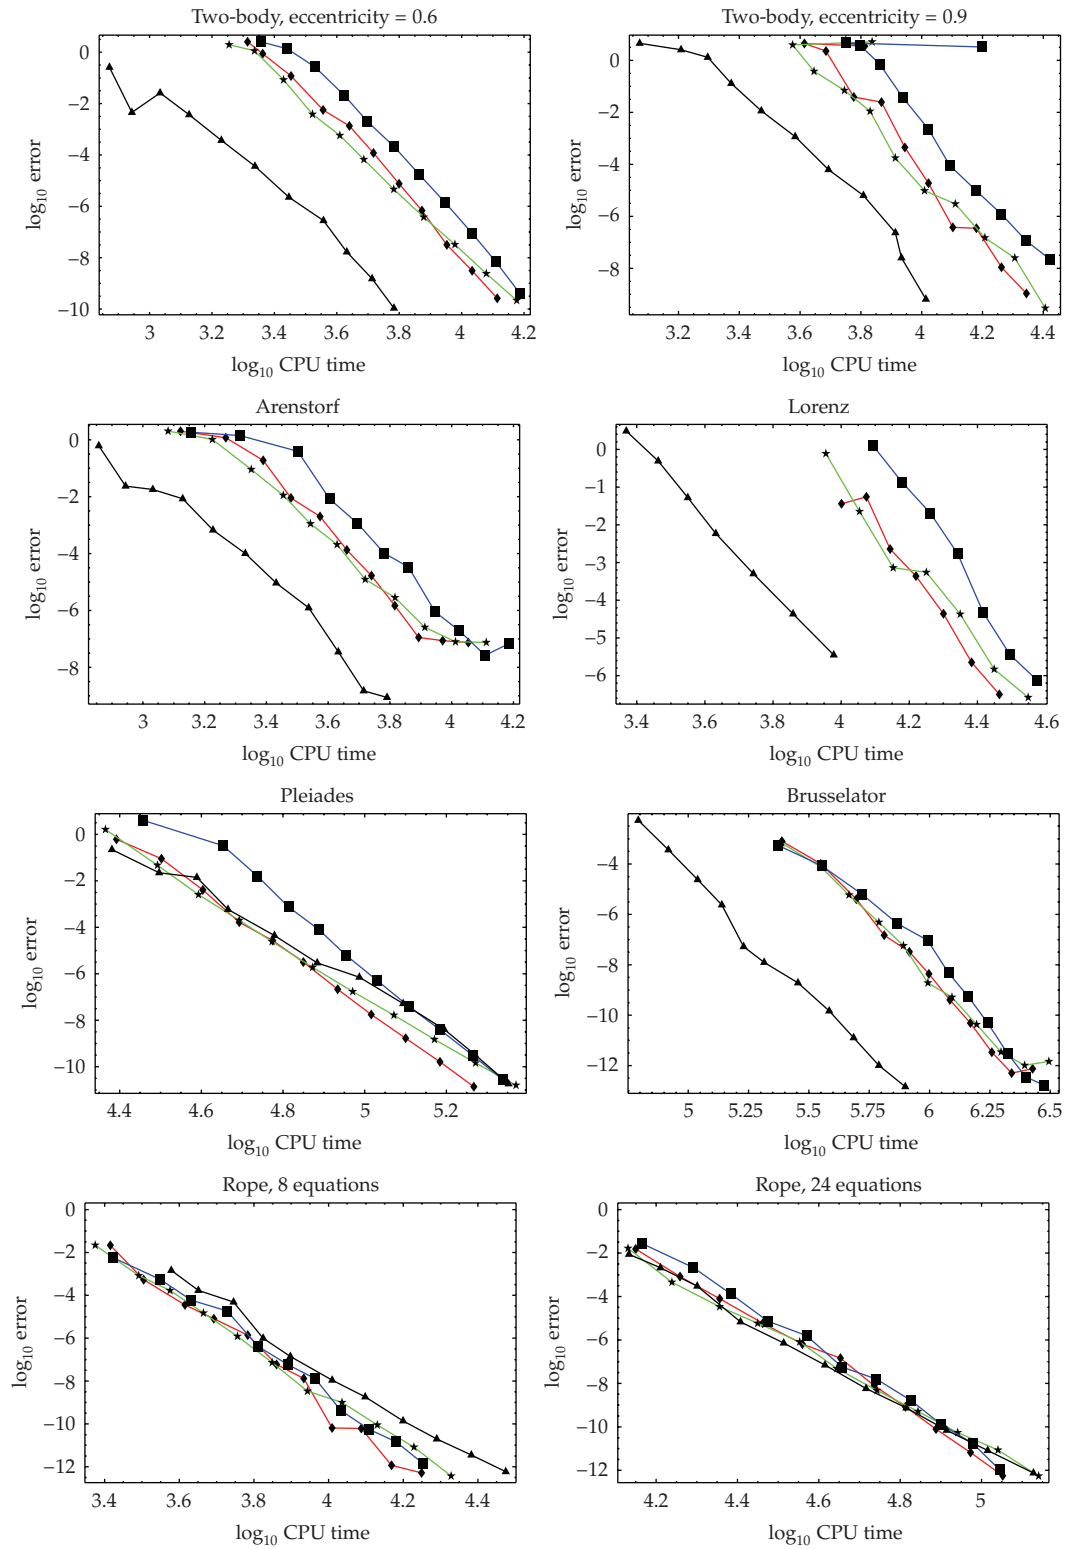 Two-body, eccentricity = 0.6
0
−2
−4
−6
−8
−10
log10 error
3 3.2 3.4 3.6 3.8 4 4.2
log10 CPU time
Two-body, eccentricity = 0.9
0
−2
−4
−6
−8
log10 error
3.2 3.4 3.6 3.8 4 4.2 4.4
log10 CPU time
Arenstorf
0
−2
−4
−6
−8
log10 error
3 3.2 3.4 3.6 3.8 4 4.2
log10 CPU time
Lorenz
0
−1
−2
−3
−4
−5
−6
log10 error
3.4 3.6 3.8 4 4.2 4.4 4.6
log10 CPU time
Pleiades
0
−2
−4
−6
−8
−10
log10 error
4.4 4.6 4.8 5 5.2
log10 CPU time
Brusselator
−4
−6
−8
−10
−12
log10 error
5 5.25 5.5 5.75 6 6.25 6.5
log10 CPU time
Rope, 8 equations
0
−2
−4
−6
−8
−10
−12
log10 error
3.4 3.6 3.8 4 4.2 4.4
log10 CPU time
Rope, 24 equations
0
−2
−4
−6
−8
−10
−12
log10 error
4.2 4.4 4.6 4.8 5
log10 CPU time